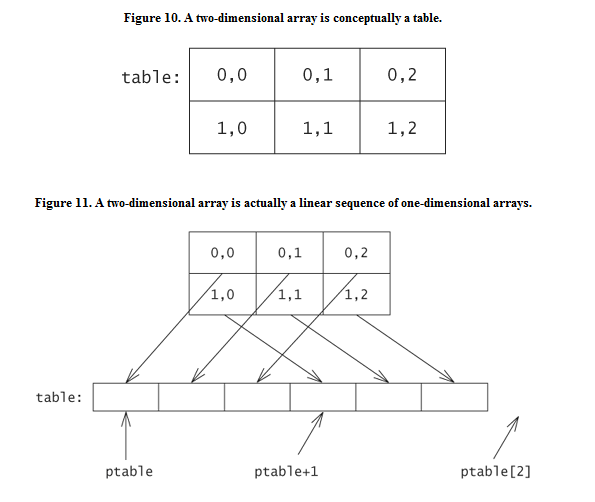 Figure 10. A two-dimensional array is conceptually a table.
table: 0,0 0,1 0,2
1,0 1,1 1,2
Figure 11. A two-dimensional array is actually a linear sequence of one-dimensional arrays.
0,0 0,1 0,2
1,0 1,1 1,2
table:
ptable ptable+1 ptable[2]